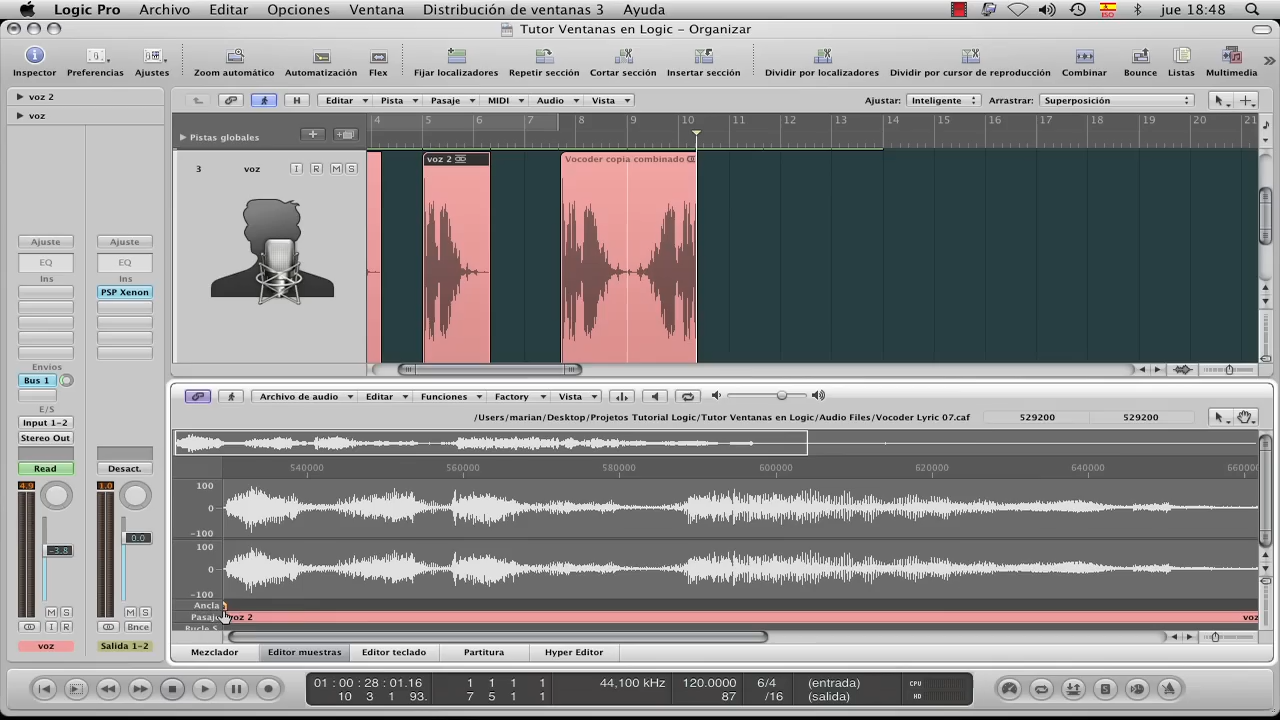 Logic Pro Archivo Editar Opciones Ventana Distribución de ventanas 3 Ayuda ISO jue 18:48
Tutor Ventanas en Logic – Organizar
Inspector Preferencias Ajustes Zoom automático Automatización Flex Fijar localizadores Repetir sección Cortar sección Insertar sección Dividir por localizadores Dividir por cursor de reproducción Combinar Bounce Listas Multimedia
voz 2
voz
H Editar Pista Pasaje MIDI Audio Vista Ajustar: Inteligente Arrastrar: Superposición
Pistas globales
4 5 6 7 8 9 10 11 12 13 14 15 16 17 18 19 20 21
3 voz I R M S
voz 2 Vocoder copia combinado
Ajuste Ajuste
EQ EQ
Ins Ins
PSP Xenon
Envios
Bus 1
E/S
Input 1-2
Stereo Out
Read Desact.
4.9 1.0
-3.8 0.0
M S M S
I R Bnce
voz Salida 1-2
Archivo de audio Editar Funciones Factory Vista
/Users/marian/Desktop/Projetos Tutorial Logic/Tutor Ventanas en Logic/Audio Files/Vocoder Lyric 07.caf 529200 529200
540000 560000 580000 600000 620000 640000 660000
100
0
-100
100
0
-100
Ancla
Pasaje voz 2 voz
Bucle S
Mezclador Editor muestras Editor teclado Partitura Hyper Editor
01 : 00 : 28 : 01.16 1 1 1 1 44,100 kHz 120.0000 6/4 (entrada) CPU
10 3 1 93. 7 5 1 1 87 /16 (salida) HD